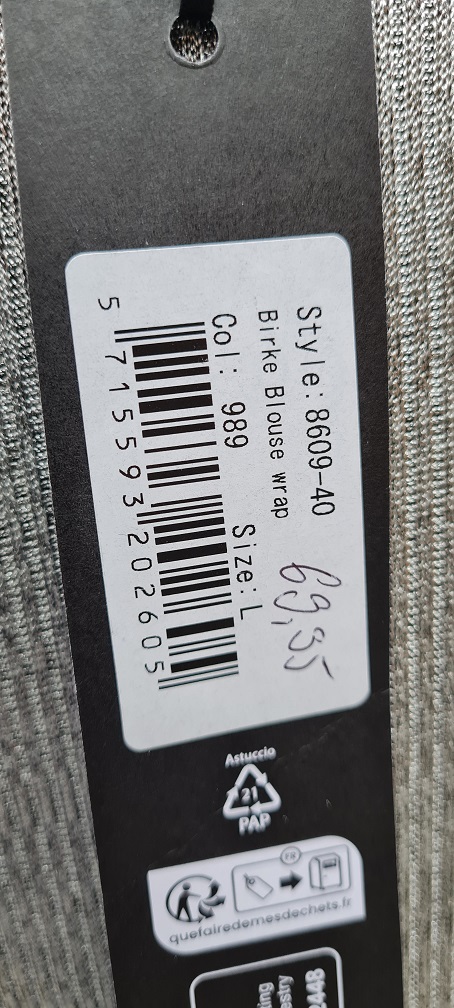 Style: 8609-40
Birke Blouse wrap
69,95
Col: 989 Size: L
5 715593 202605
Astuccio
21
PAP
FR
quefairedemesdechets.fr